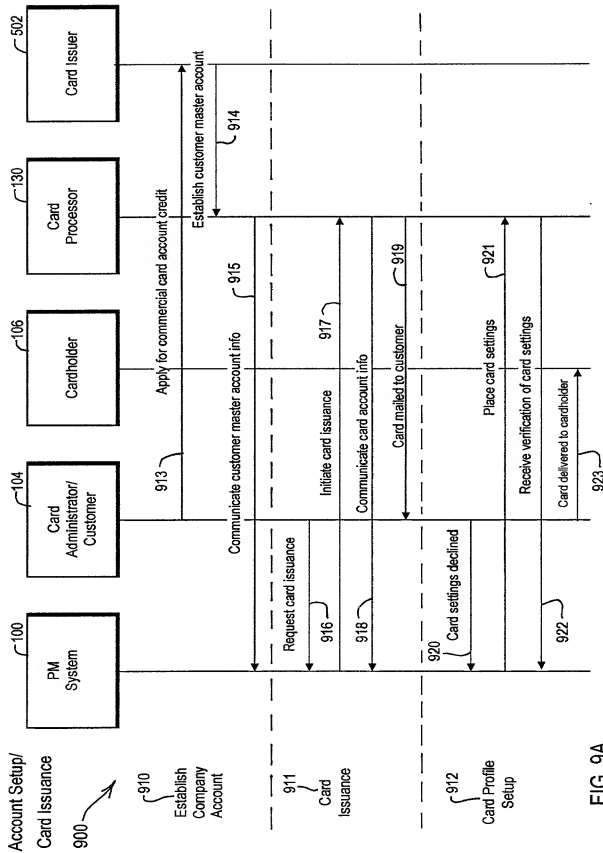 Account Setup/
Card Issuance
900
100
PM
System
104
Card
Administrator/
Customer
106
Cardholder
130
Card
Processor
502
Card Issuer
910
Establish
Company
Account
913
Apply for commercial card account credit
Establish customer master account
914
Communicate customer master account info
915
911
Card
Issuance
Request card issuance
916
Initiate card issuance
917
Communicate card account info
918
Card mailed to customer
919
912
Card Profile
Setup
Card settings declined
920
Place card settings
921
Receive verification of card settings
922
Card delivered to cardholder
923
FIG. 9A